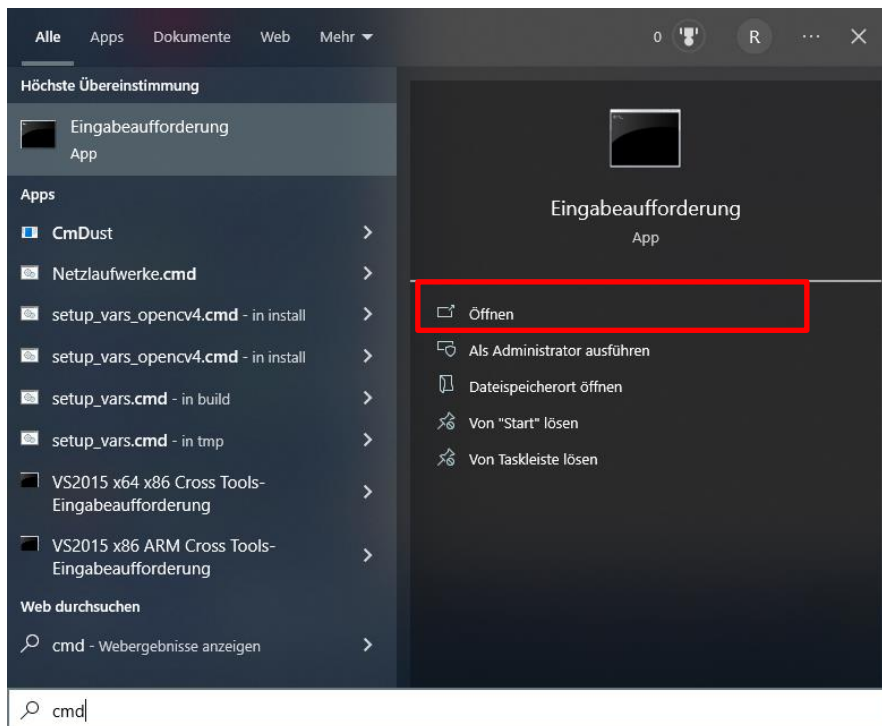 Alle Apps Dokumente Web Mehr
0 R ...
Höchste Übereinstimmung
Eingabeaufforderung
App
Apps
CmDust
Netzlaufwerke.cmd
setup_vars_opencv4.cmd - in install
setup_vars_opencv4.cmd - in install
setup_vars.cmd - in build
setup_vars.cmd - in tmp
VS2015 x64 x86 Cross Tools-
Eingabeaufforderung
VS2015 x86 ARM Cross Tools-
Eingabeaufforderung
Web durchsuchen
cmd - Webergebnisse anzeigen
Eingabeaufforderung
App
Öffnen
Als Administrator ausführen
Dateispeicherort öffnen
Von "Start" lösen
Von Taskleiste lösen
cmd